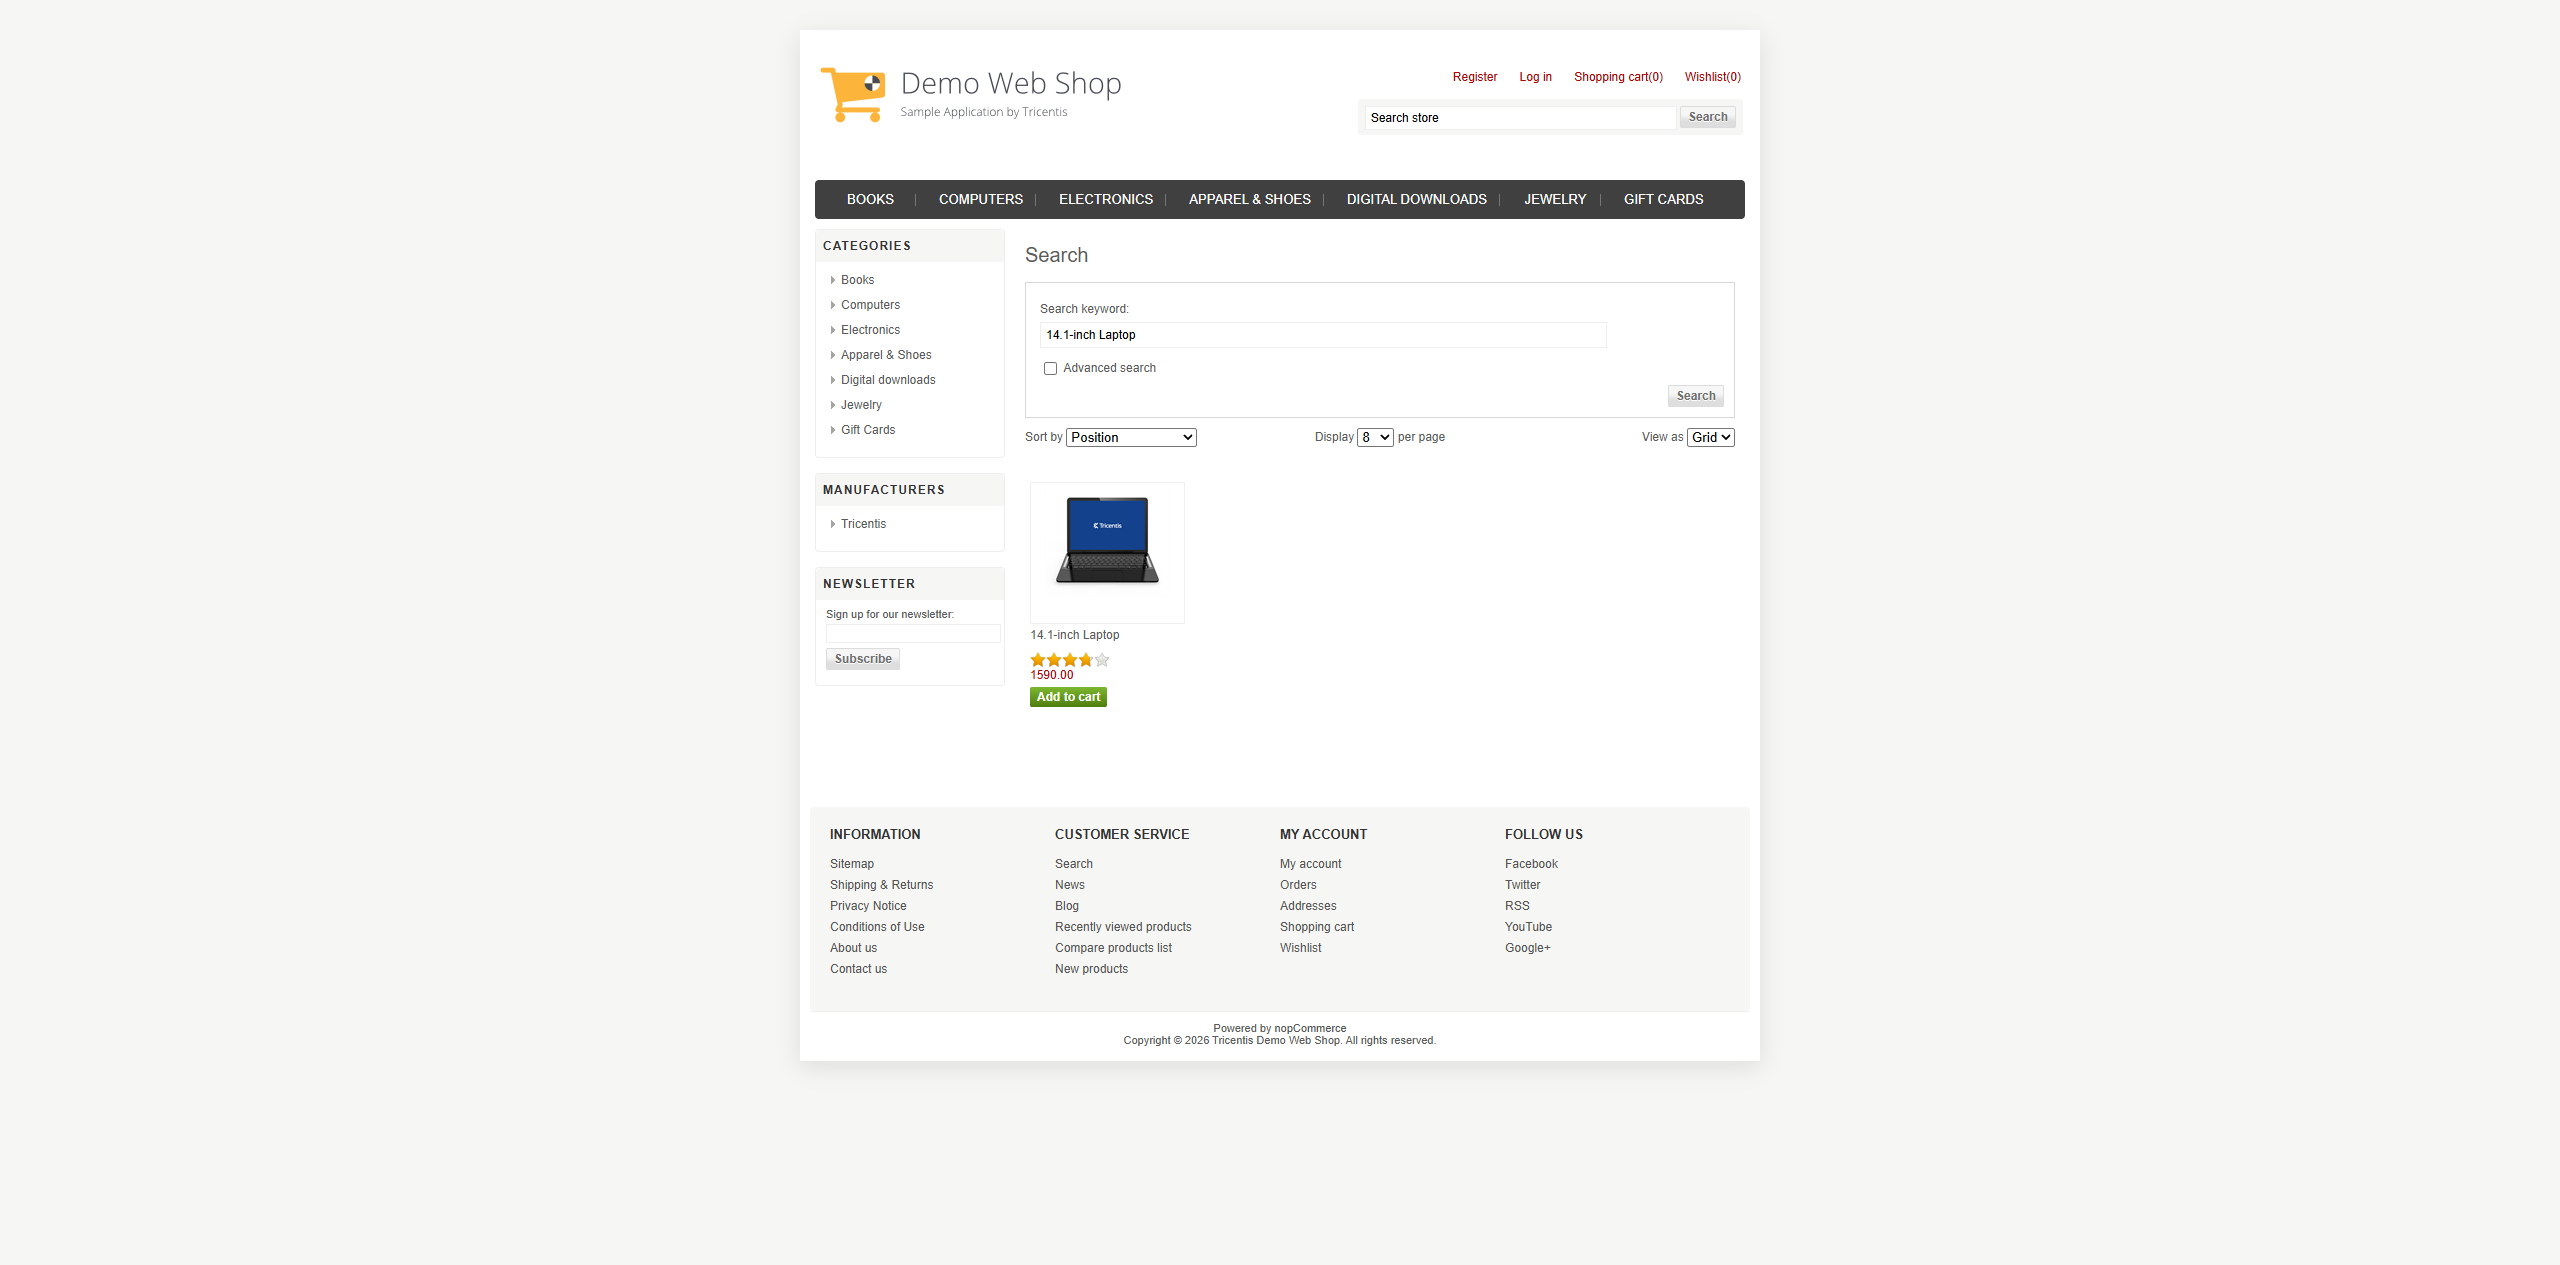 Demo Web Shop
Sample Application by Tricentis
Register Log in Shopping cart(0) Wishlist(0)
Search store Search
BOOKS COMPUTERS ELECTRONICS APPAREL & SHOES DIGITAL DOWNLOADS JEWELRY GIFT CARDS
CATEGORIES
Books
Computers
Electronics
Apparel & Shoes
Digital downloads
Jewelry
Gift Cards
MANUFACTURERS
Tricentis
NEWSLETTER
Sign up for our newsletter:
Subscribe
Search
Search keyword:
14.1-inch Laptop
Advanced search
Search
Sort by Position Display 8 per page View as Grid
Tricentis
14.1-inch Laptop
1590.00
Add to cart
INFORMATION
Sitemap
Shipping & Returns
Privacy Notice
Conditions of Use
About us
Contact us
CUSTOMER SERVICE
Search
News
Blog
Recently viewed products
Compare products list
New products
MY ACCOUNT
My account
Orders
Addresses
Shopping cart
Wishlist
FOLLOW US
Facebook
Twitter
RSS
YouTube
Google+
Powered by nopCommerce
Copyright © 2026 Tricentis Demo Web Shop. All rights reserved.